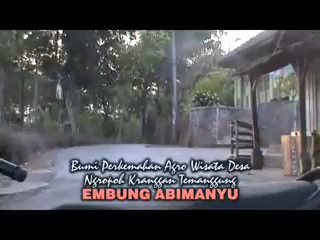 Bumi Perkemahan Agro Wisata Desa
Ngropoh Kranggan Temanggung
EMBUNG ABIMANYU